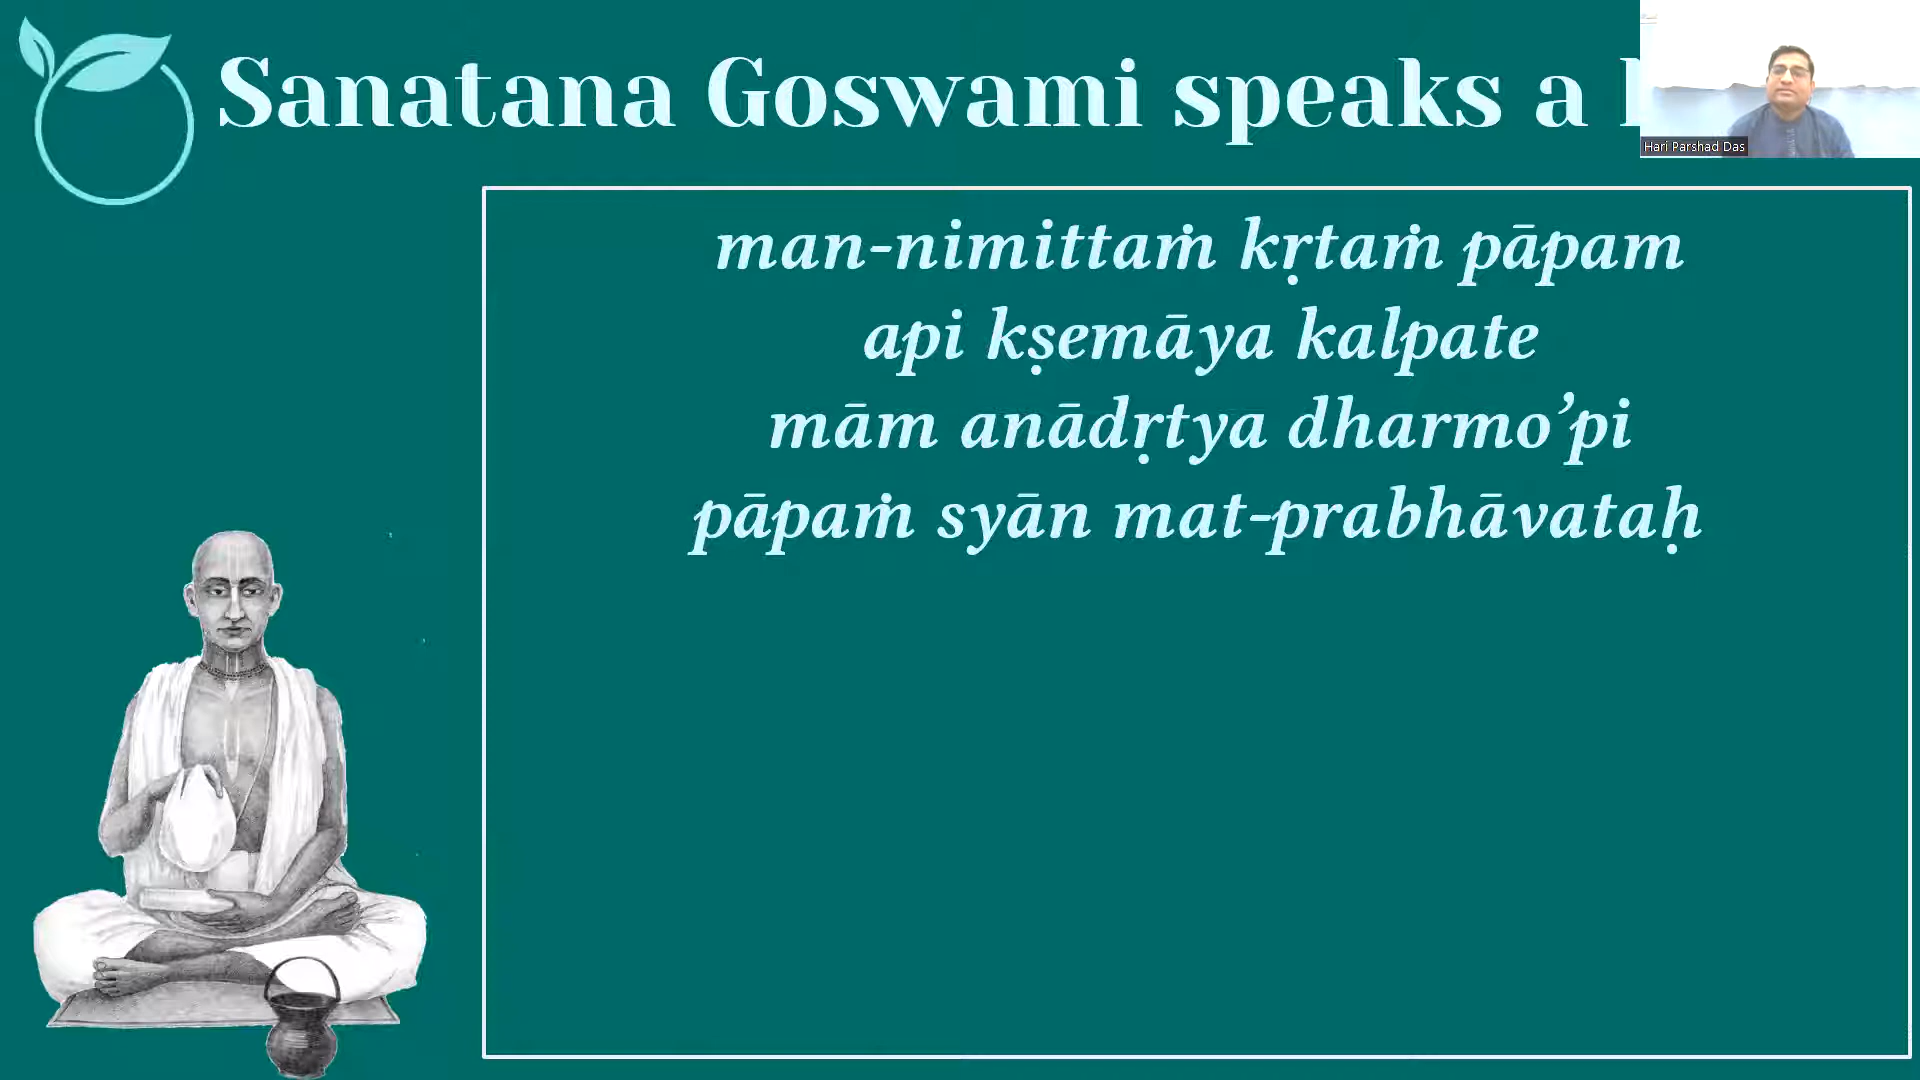 Sanatana Goswami speaks a
Hari Parshad Das
man-nimittaṁ kṛtaṁ pāpam
api kṣemāya kalpate
mām anādṛtya dharmo’pi
pāpaṁ syān mat-prabhāvataḥ